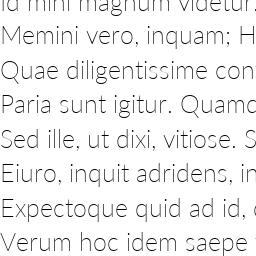 id mihi magnum videtur.
Memini vero, inquam; H
Quae diligentissime con
Paria sunt igitur. Quamq
Sed ille, ut dixi, vitiose. S
Eiuro, inquit adridens, in
Expectoque quid ad id,
Verum hoc idem saepe